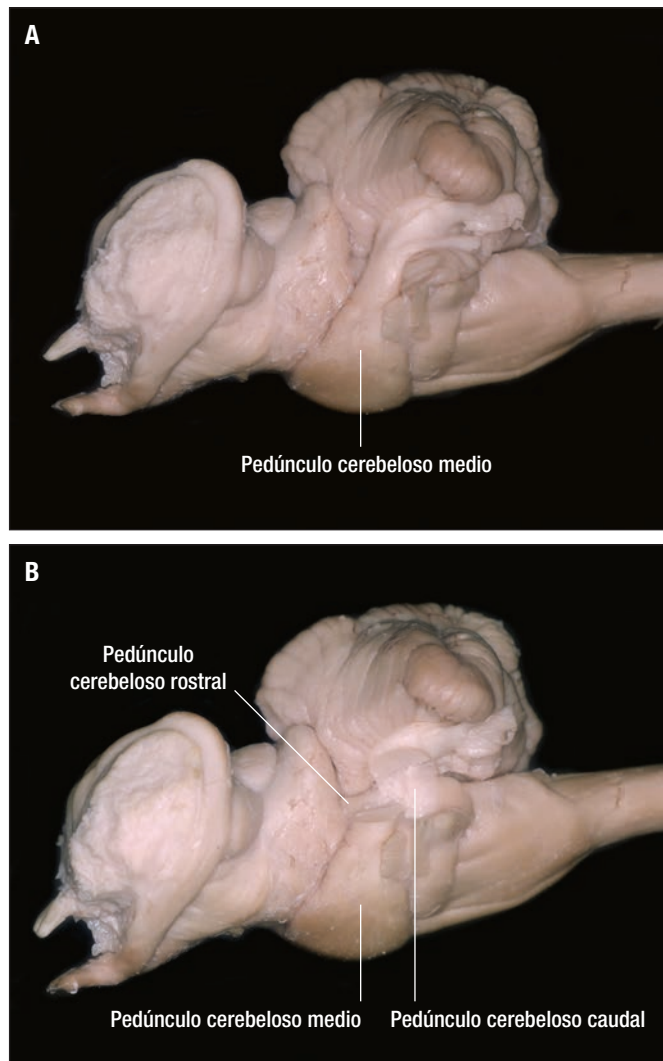 A
Pedúnculo cerebeloso medio
B
Pedúnculo
cerebeloso rostral
Pedúnculo cerebeloso medio
Pedúnculo cerebeloso caudal